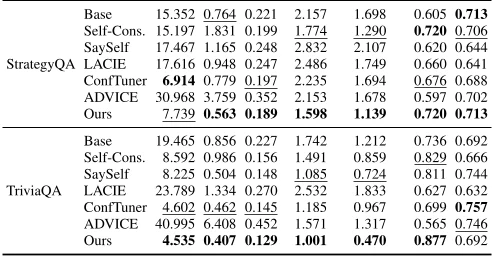 Base 15.352 0.764 0.221 2.157 1.698 0.605 0.713
Self-Cons. 15.197 1.831 0.199 1.774 1.290 0.720 0.706
SaySelf 17.467 1.165 0.248 2.832 2.107 0.620 0.644
StrategyQA LACIE 17.616 0.948 0.247 2.486 1.749 0.660 0.641
ConfTuner 6.914 0.779 0.197 2.235 1.694 0.676 0.688
ADVICE 30.968 3.759 0.352 2.153 1.678 0.597 0.702
Ours 7.739 0.563 0.189 1.598 1.139 0.720 0.713
Base 19.465 0.856 0.227 1.742 1.212 0.736 0.692
Self-Cons. 8.592 0.986 0.156 1.491 0.859 0.829 0.666
SaySelf 8.225 0.504 0.148 1.085 0.724 0.811 0.744
TriviaQA LACIE 23.789 1.334 0.270 2.532 1.833 0.627 0.632
ConfTuner 4.602 0.462 0.145 1.185 0.967 0.699 0.757
ADVICE 40.995 6.408 0.452 1.571 1.317 0.565 0.746
Ours 4.535 0.407 0.129 1.001 0.470 0.877 0.692